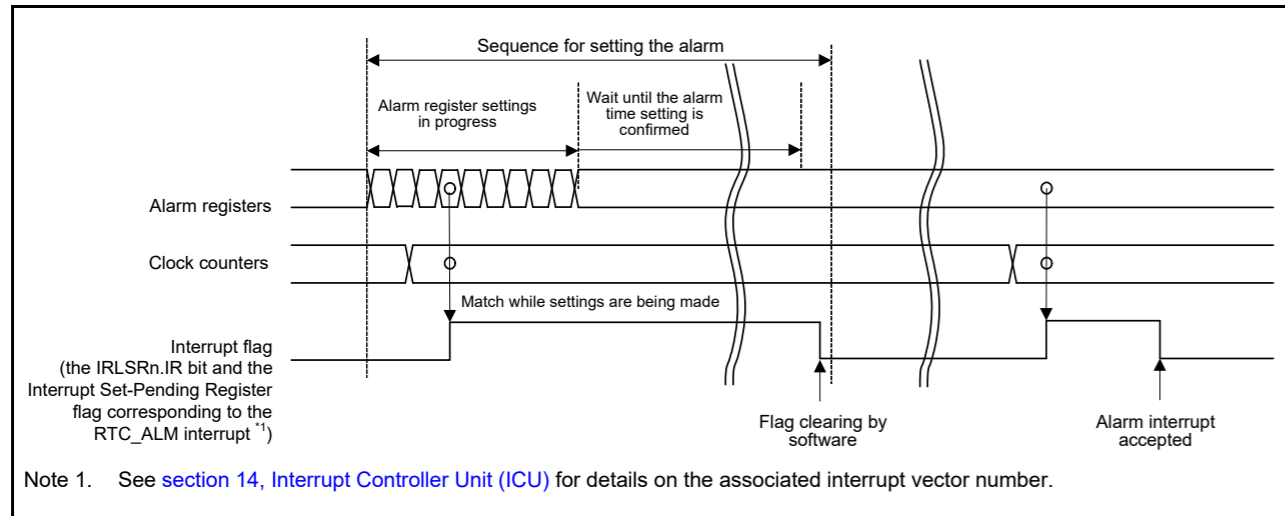 Sequence for setting the alarm
Alarm register settings
in progress
Wait until the alarm
time setting is
confirmed
Alarm registers
Clock counters
Match while settings are being made
Interrupt flag
(the IRLSRn.IR bit and the
Interrupt Set-Pending Register
flag corresponding to the
RTC_ALM interrupt *1)
Flag clearing by
software
Alarm interrupt
accepted
Note 1. See section 14, Interrupt Controller Unit (ICU) for details on the associated interrupt vector number.